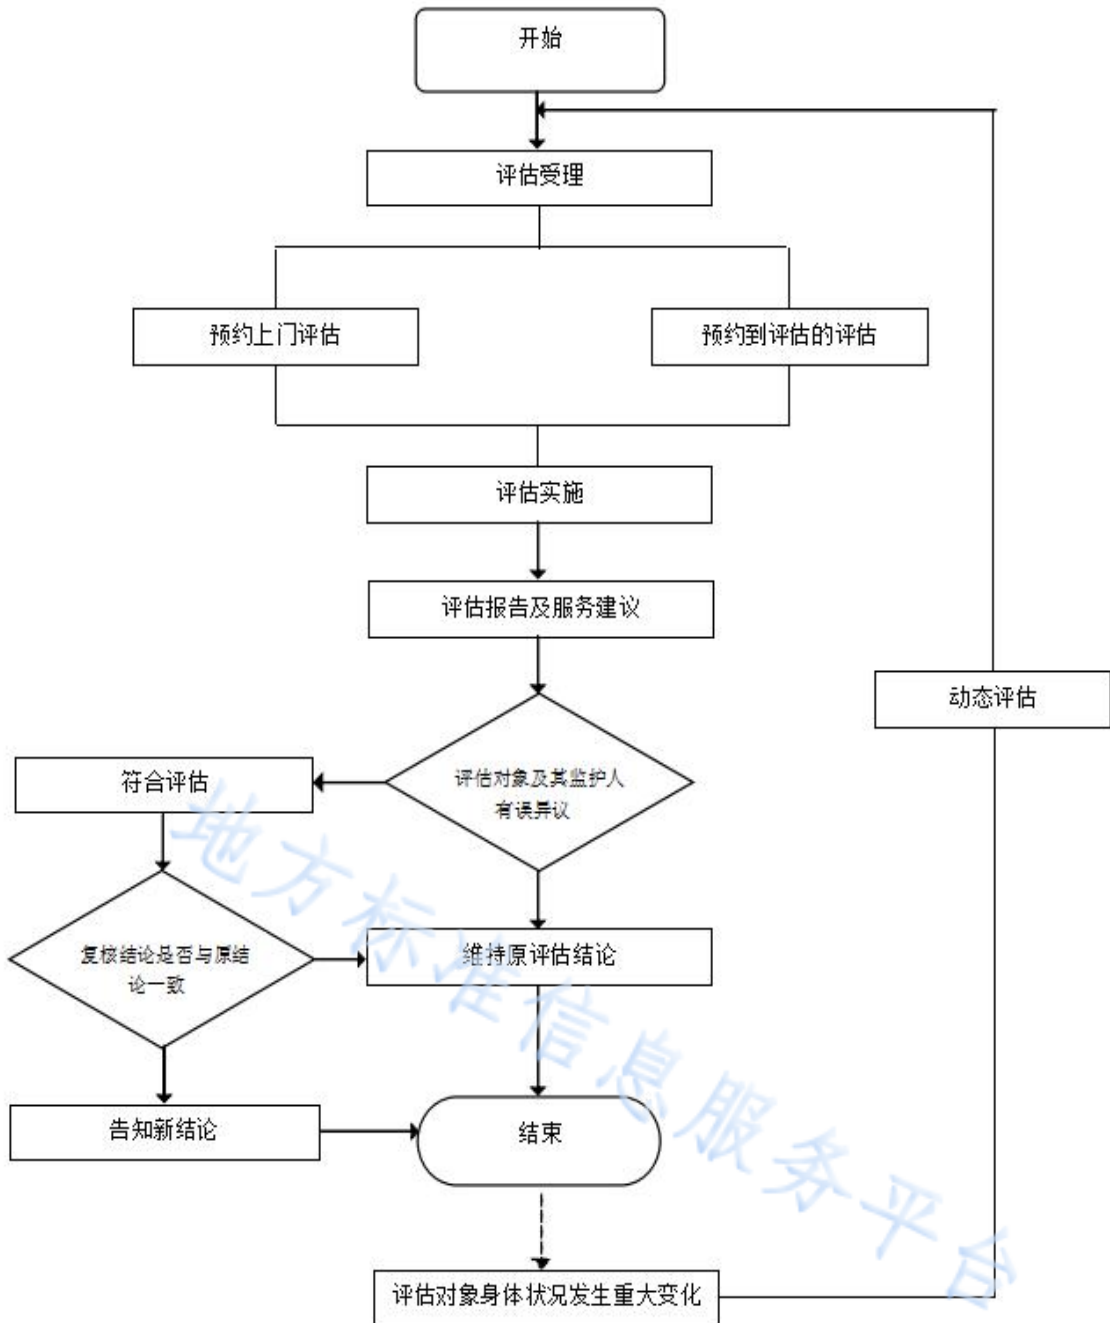 开始
评估受理
预约上门评估
预约到评估的评估
评估实施
评估报告及服务建议
动态评估
符合评估
评估对象及其监护人
有误异议
复核结论是否与原结
论一致
维持原评估结论
告知新结论
结束
评估对象身体状况发生重大变化
地方标准信息服务平台